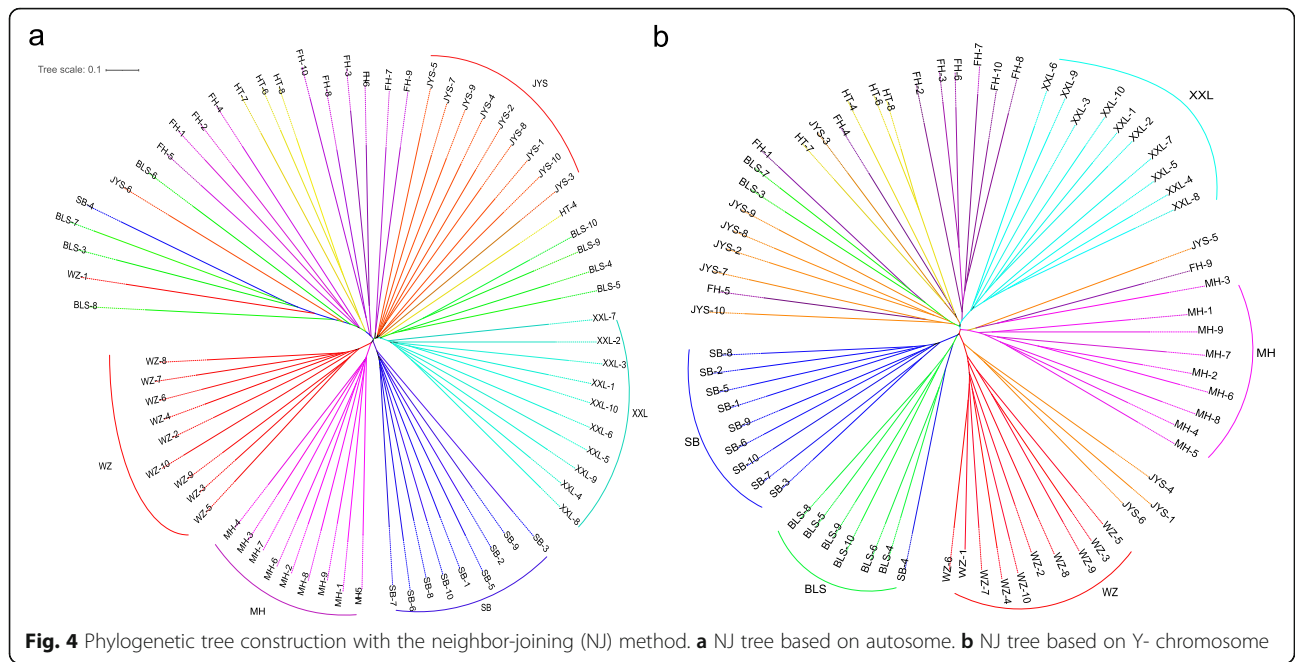 a
Tree scale: 0.1
FH-10
FH-8
FH-3
FH6
FH-7
FH-9
JYS-5
JYS-7
JYS-9
JYS-4
JYS-2
JYS-8
JYS-1
JYS-10
JYS-3
JYS
HT-4
BLS-10
BLS-9
BLS-4
BLS-5
XXL-7
XXL-2
XXL-3
XXL-1
XXL-10
XXL-6
XXL-5
XXL-9
XXL-4
XXL-8
XXL
SB-3
SB-9
SB-2
SB-5
SB-1
SB-10
SB-8
SB-6
SB-7
SB
MH5
MH-1
MH-9
MH-8
MH-2
MH-6
MH-7
MH-3
MH-4
MH
WZ-5
WZ-3
WZ-9
WZ-10
WZ-2
WZ-4
WZ-6
WZ-7
WZ-8
WZ
BLS-8
WZ-1
BLS-3
BLS-7
SB-4
JYS-6
BLS-6
FH-5
FH-1
FH-2
FH-4
HT-7
HT-6
HT-8
b
FH-2
FH-3
FH-6
FH-7
FH-10
FH-8
XXL-6
XXL-9
XXL-3
XXL-10
XXL-1
XXL-2
XXL-7
XXL-5
XXL-4
XXL-8
XXL
JYS-5
FH-9
MH-3
MH-1
MH-9
MH-7
MH-2
MH-6
MH-8
MH-4
MH-5
MH
JYS-4
JYS-1
JYS-6
WZ-5
WZ-3
WZ-9
WZ-8
WZ-2
WZ-10
WZ-4
WZ-7
WZ-1
WZ-6
WZ
SB-4
BLS-4
BLS-6
BLS-10
BLS-9
BLS-5
BLS-8
BLS
SB-3
SB-7
SB-10
SB-6
SB-9
SB-1
SB-5
SB-2
SB-8
SB
JYS-10
FH-5
JYS-7
JYS-2
JYS-8
JYS-9
BLS-3
BLS-7
FH-1
HT-7
JYS-3
FH-4
HT-4
HT-6
HT-8
Fig. 4 Phylogenetic tree construction with the neighbor-joining (NJ) method. a NJ tree based on autosome. b NJ tree based on Y- chromosome